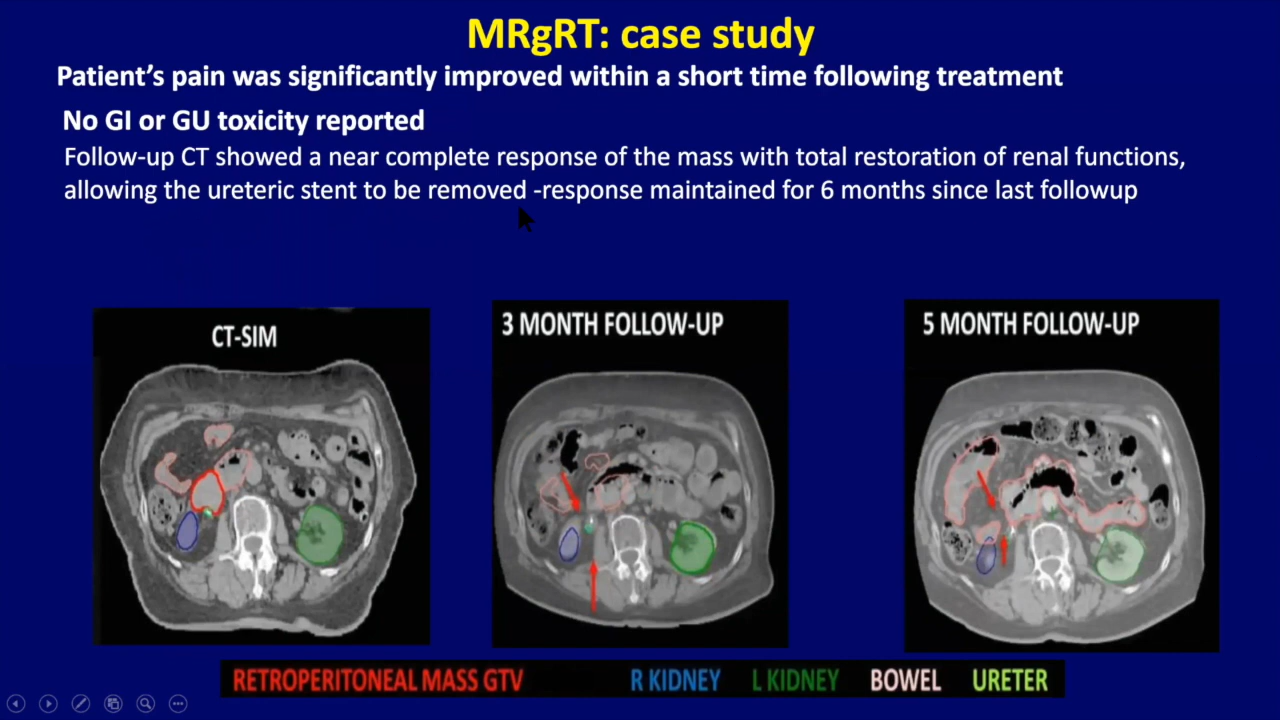 MRgRT: case study
Patient's pain was significantly improved within a short time following treatment
No GI or GU toxicity reported
Follow-up CT showed a near complete response of the mass with total restoration of renal functions,
allowing the ureteric stent to be removed -response maintained for 6 months since last followup
CT-SIM
3 MONTH FOLLOW-UP
5 MONTH FOLLOW-UP
RETROPERITONEAL MASS GTV R KIDNEY L KIDNEY BOWEL URETER